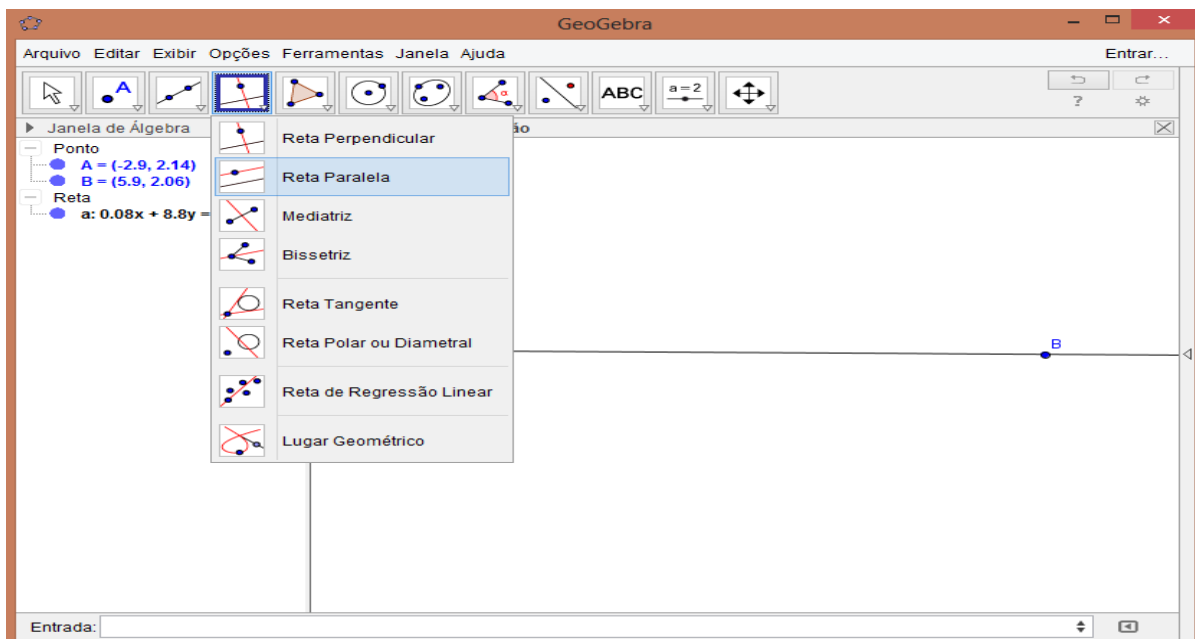 GeoGebra
Arquivo Editar Exibir Opções Ferramentas Janela Ajuda Entrar...
A ABC a=2 ?
Janela de Álgebra ão
Ponto
A = (-2.9, 2.14)
B = (5.9, 2.06)
Reta
a: 0.08x + 8.8y =
Reta Perpendicular
Reta Paralela
Mediatriz
Bissetriz
Reta Tangente
Reta Polar ou Diametral
Reta de Regressão Linear
Lugar Geométrico
B
Entrada: